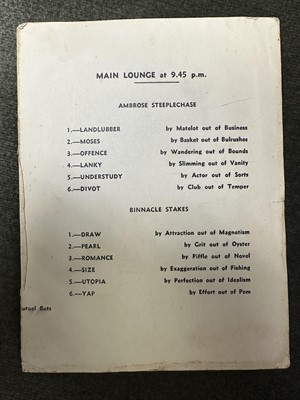 MAIN LOUNGE at 9.45 p.m.
AMBROSE STEEPLECHASE
1.—LANDLUBBER by Matelot out of Business
2.—MOSES by Basket out of Bulrushes
3.—OFFENCE by Wandering out of Bounds
4.—LANKY by Slimming out of Vanity
5.—UNDERSTUDY by Actor out of Sorts
6.—DIVOT by Club out of Temper
BINNACLE STAKES
1.—DRAW by Attraction out of Magnetism
2.—PEARL by Grit out of Oyster
3.—ROMANCE by Piffle out of Novel
4.—SIZE by Exaggeration out of Fishing
5.—UTOPIA by Perfection out of Idealism
utuel Bets
6.—YAP by Effort out of Pom